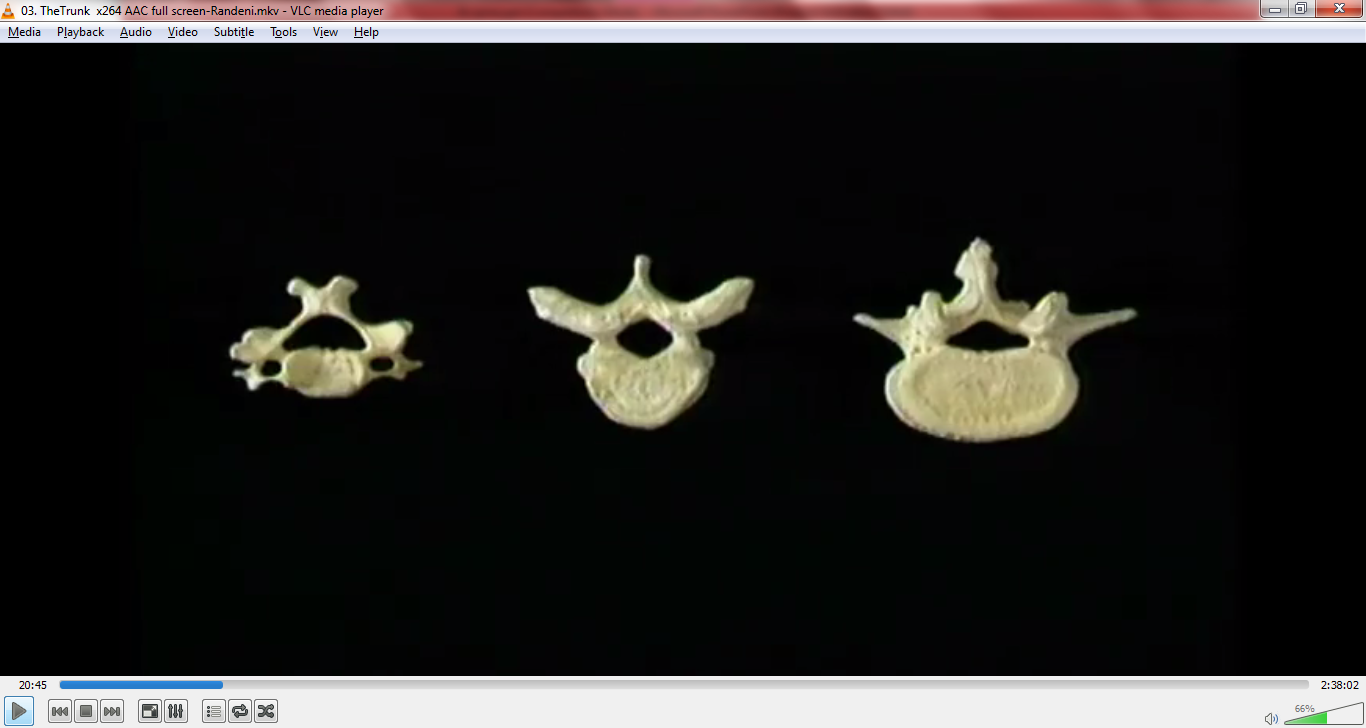 03. TheTrunk  x264 AAC full screen-Randeni.mkv - VLC media player
Media Playback Audio Video Subtitle Tools View Help
20:45 2:38:02
66%